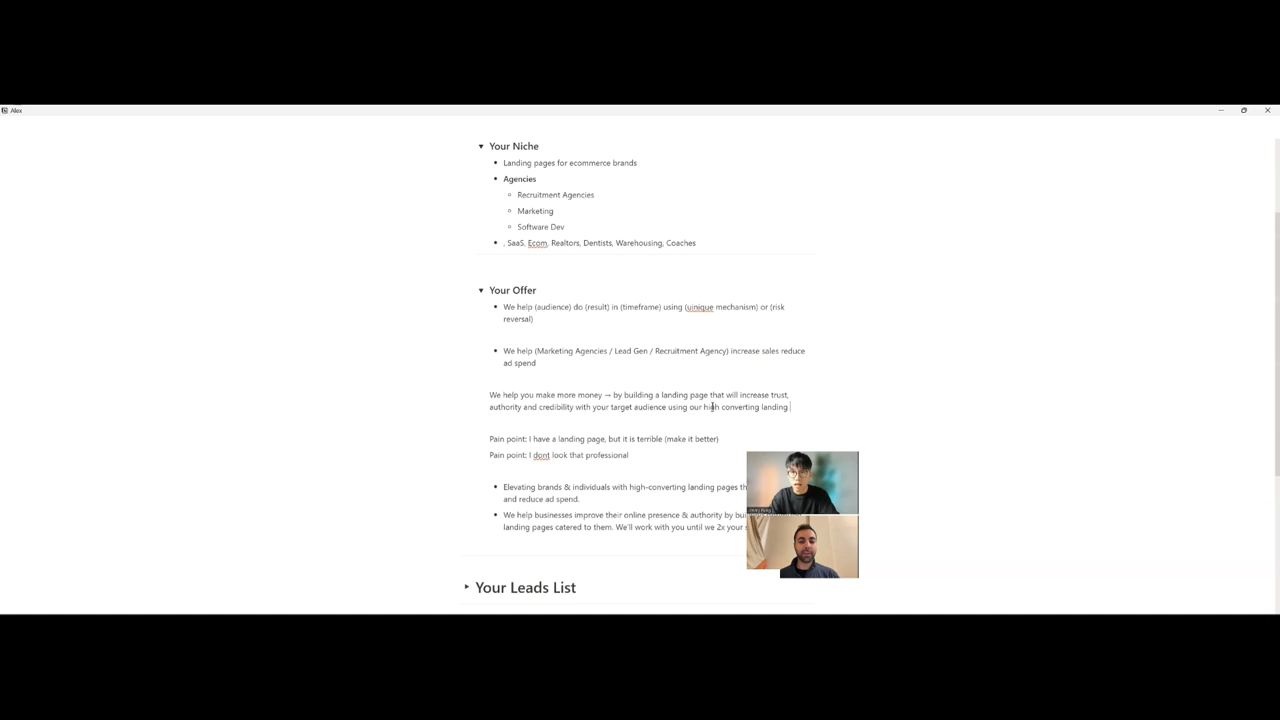 Alex
Your Niche
Landing pages for ecommerce brands
Agencies
Recruitment Agencies
Marketing
Software Dev
, SaaS, Ecom, Realtors, Dentists, Warehousing, Coaches
Your Offer
We help (audience) do (result) in (timeframe) using (uinique mechanism) or (risk
reversal)
We help (Marketing Agencies / Lead Gen / Recruitment Agency) increase sales reduce
ad spend
We help you make more money → by building a landing page that will increase trust,
authority and credibility with your target audience using our high converting landing
Pain point: I have a landing page, but it is terrible (make it better)
Pain point: I dont look that professional
Elevating brands & individuals with high-converting landing pages
and reduce ad spend.
We help businesses improve their online presence & authority by
landing pages catered to them. We'll work with you until we 2x your
Your Leads List